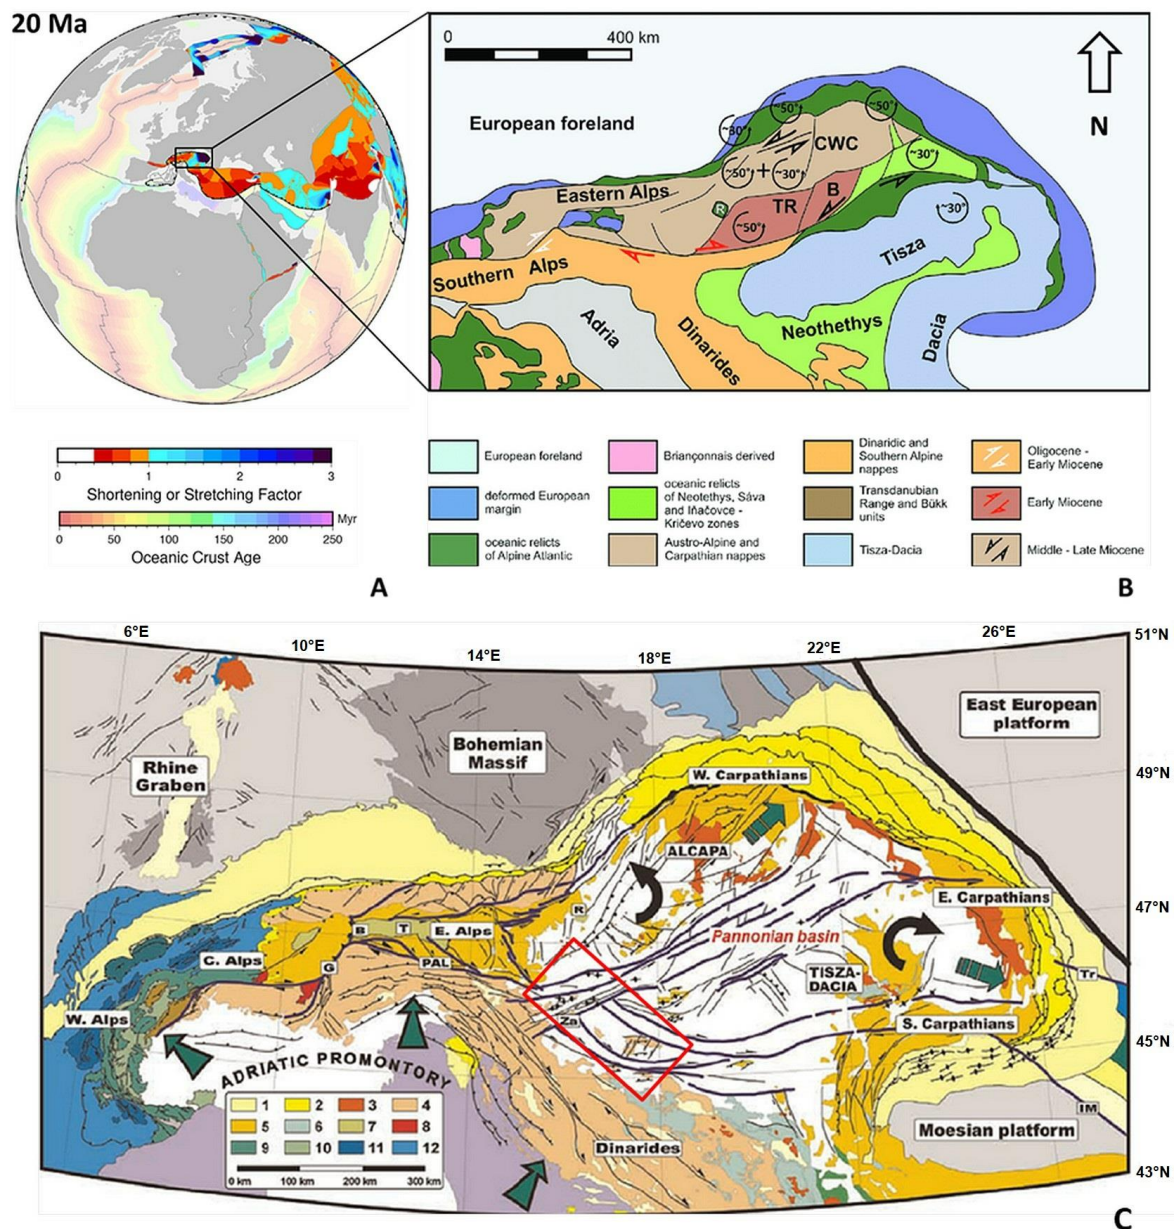 20 Ma
0
1
2
3
Shortening or Stretching Factor
0
50
100
150
200
250
Myr
Oceanic Crust Age
A
0
400 km
N
European foreland
~50°
~50°
~30°
CWC
~50°
+
~30°
~30°
B
Eastern Alps
R
TR
~50°
~30°
Tisza
Southern Alps
Adria
Dinarides
Neothethys
Dacia
European foreland
deformed European
margin
oceanic relicts
of Alpine Atlantic
Briançonnais derived
oceanic relicts
of Neotethys, Sáva
and Iňačovce -
Kričevo zones
Austro-Alpine and
Carpathian nappes
Dinaridic and
Southern Alpine
nappes
Transdanubian
Range and Bükk
units
Tisza-Dacia
Oligocene -
Early Miocene
Early Miocene
Middle - Late Miocene
B
6°E
10°E
14°E
18°E
22°E
26°E
51°N
49°N
47°N
45°N
43°N
East European
platform
Rhine
Graben
Bohemian
Massif
W. Carpathians
ALCAPA
E. Carpathians
R
B
T
E. Alps
Pannonian basin
C. Alps
G
PAL
TISZA-
DACIA
Tr
W. Alps
Za
S. Carpathians
ADRIATIC PROMONTORY
IM
Moesian platform
Dinarides
1
2
3
4
5
6
7
8
9
10
11
12
0 km
100 km
200 km
300 km
C